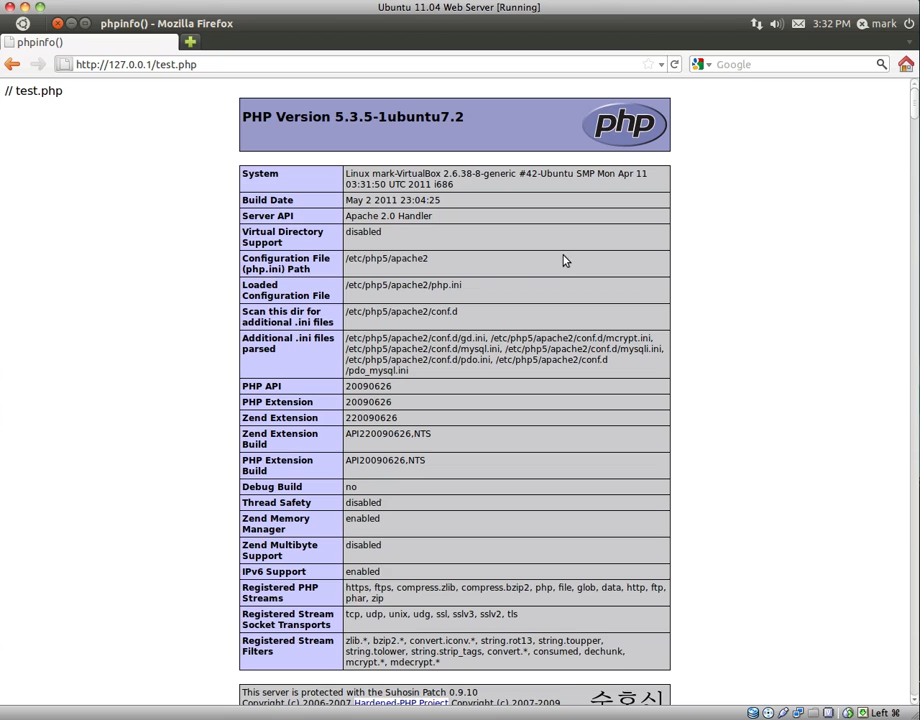 Ubuntu 11.04 Web Server [Running]
phpinfo() - Mozilla Firefox
3:32 PM
mark
phpinfo()
http://127.0.0.1/test.php
Google
// test.php
PHP Version 5.3.5-1ubuntu7.2
php
System
Linux mark-VirtualBox 2.6.38-8-generic #42-Ubuntu SMP Mon Apr 11
03:31:50 UTC 2011 i686
Build Date
May 2 2011 23:04:25
Server API
Apache 2.0 Handler
Virtual Directory
Support
disabled
Configuration File
(php.ini) Path
/etc/php5/apache2
Loaded
Configuration File
/etc/php5/apache2/php.ini
Scan this dir for
additional .ini files
/etc/php5/apache2/conf.d
Additional .ini files
parsed
/etc/php5/apache2/conf.d/gd.ini, /etc/php5/apache2/conf.d/mcrypt.ini,
/etc/php5/apache2/conf.d/mysql.ini, /etc/php5/apache2/conf.d/mysqli.ini,
/etc/php5/apache2/conf.d/pdo.ini, /etc/php5/apache2/conf.d
/pdo_mysql.ini
PHP API
20090626
PHP Extension
20090626
Zend Extension
220090626
Zend Extension
Build
API220090626,NTS
PHP Extension
Build
API20090626,NTS
Debug Build
no
Thread Safety
disabled
Zend Memory
Manager
enabled
Zend Multibyte
Support
disabled
IPv6 Support
enabled
Registered PHP
Streams
https, ftps, compress.zlib, compress.bzip2, php, file, glob, data, http, ftp,
phar, zip
Registered Stream
Socket Transports
tcp, udp, unix, udg, ssl, sslv3, sslv2, tls
Registered Stream
Filters
zlib.*, bzip2.*, convert.iconv.*, string.rot13, string.toupper,
string.tolower, string.strip_tags, convert.*, consumed, dechunk,
mcrypt.*, mdecrypt.*
This server is protected with the Suhosin Patch 0.9.10
Copyright (c) 2006-2007 Hardened-PHP Project Copyright (c) 2007-2009
수호신
Left ⌘